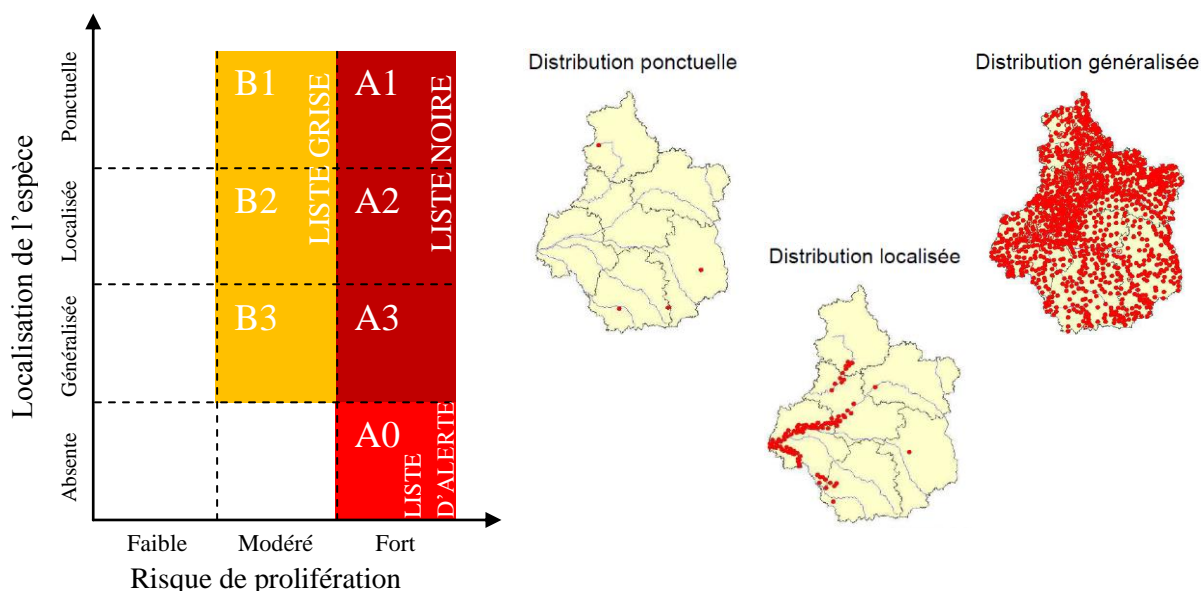 Localisation de l'espèce
Ponctuelle
Localisée
Généralisée
Absente
B1
A1
B2
A2
B3
A3
A0
LISTE GRISE
LISTE NOIRE
LISTE
D'ALERTE
Faible
Modéré
Fort
Risque de prolifération
Distribution ponctuelle
Distribution localisée
Distribution généralisée